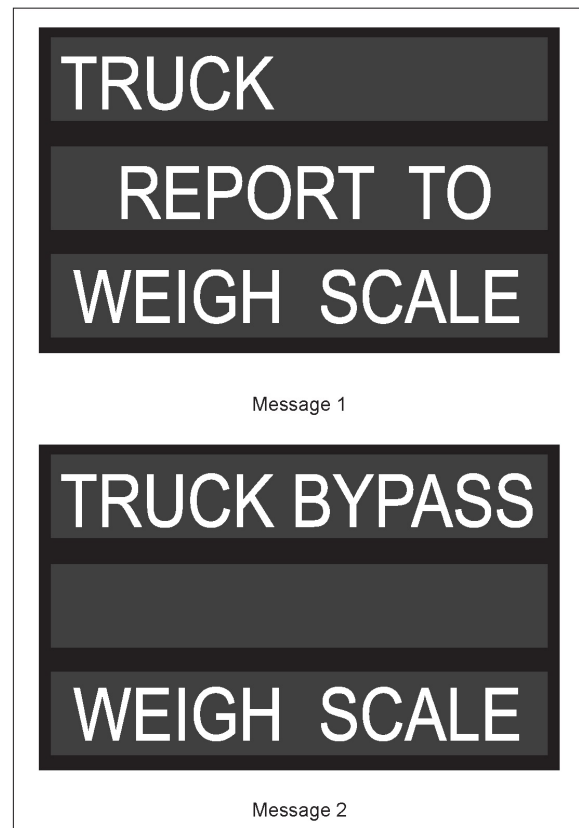 TRUCK
REPORT TO
WEIGH SCALE
Message 1
TRUCK BYPASS
WEIGH SCALE
Message 2